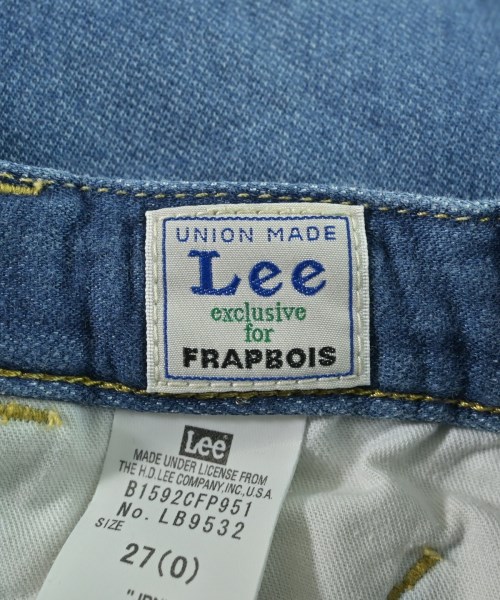 UNION MADE
Lee
exclusive
for
FRAPBOIS
Lee
MADE UNDER LICENSE FROM
THE H.D.LEE COMPANY,INC,U.S.A.
B1592CFP951
No. LB9532
SIZE
27(0)